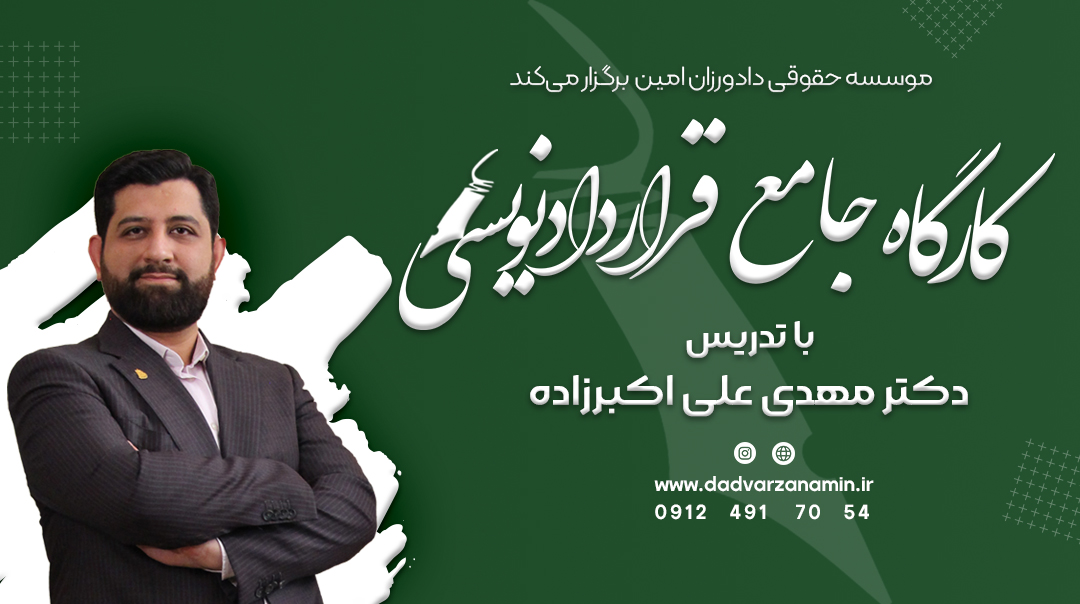 موسسه حقوقی دادورزان امین برگزار می‌کند
کارگاه جامع قراردادنویسی
با تدریس
دکتر مهدی علی اکبرزاده
www.dadvarzanamin.ir
0912 491 70 54